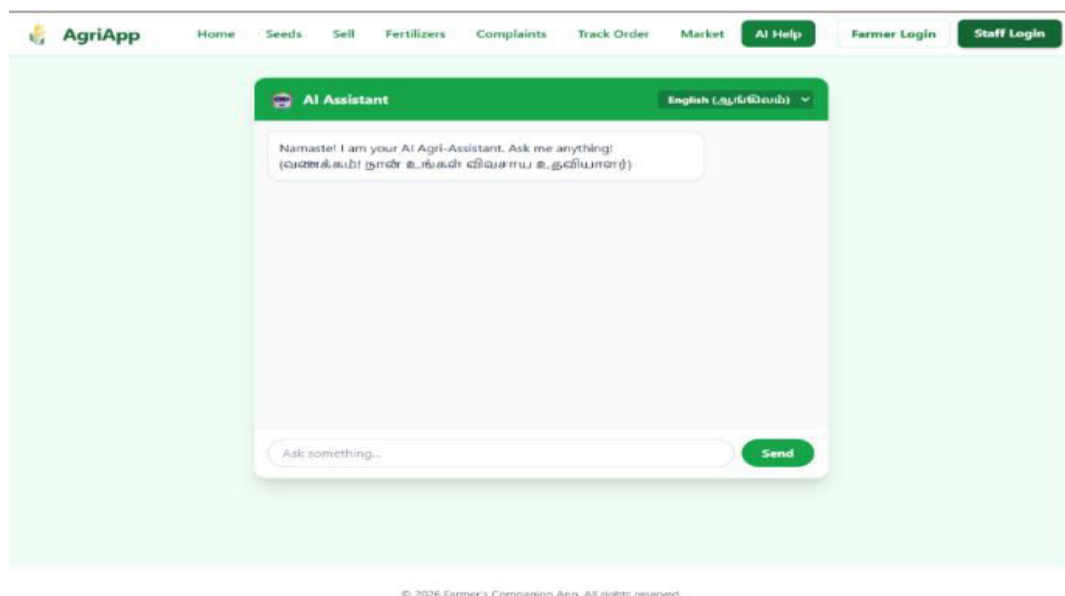 AgriApp
Home Seeds Sell Fertilizers Complaints Track Order Market AI Help Farmer Login Staff Login
AI Assistant
English (ஆங்கிலம்)
Namaste! I am your AI Agri-Assistant. Ask me anything!
(வணக்கம்! நான் உங்கள் விவசாய உதவியாளர்)
Ask something...
Send
© 2026 Farmer's Companion App. All rights reserved.